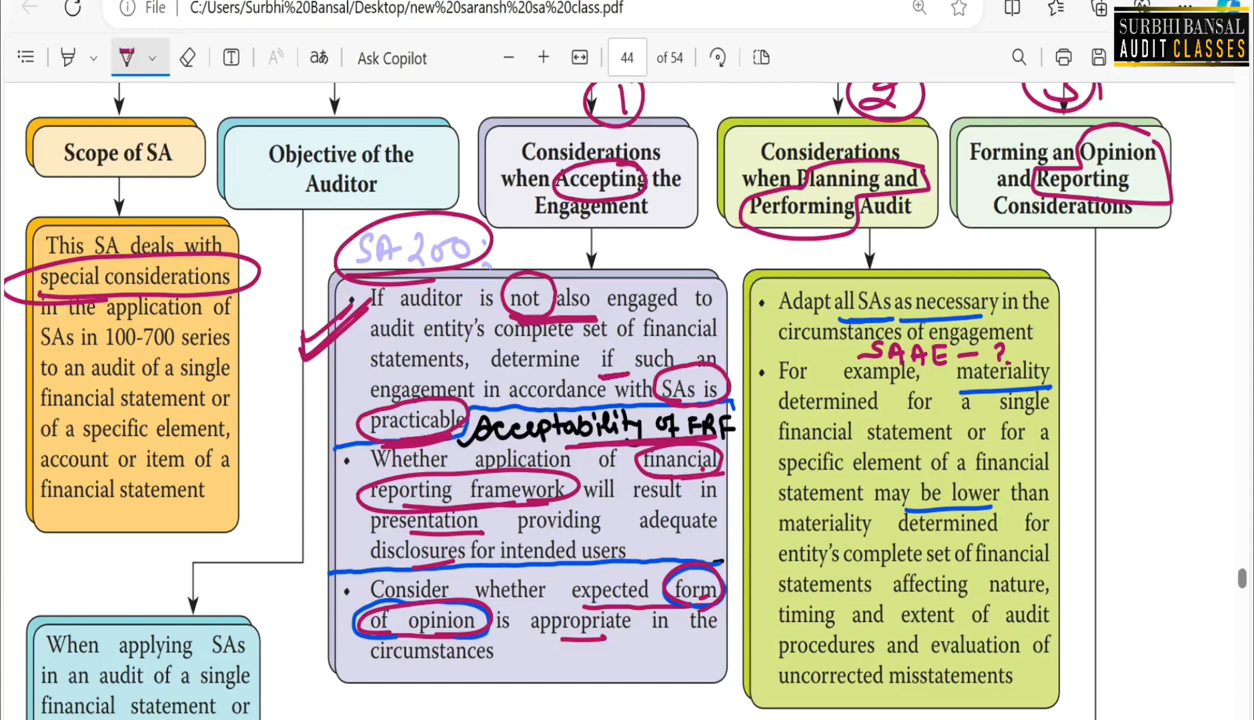 File
C:/Users/Surbhi%20Bansal/Desktop/new%20saransh%20sa%20class.pdf
SURBHI BANSAL
AUDIT CLASSES
Ask Copilot
44 of 54
1
2
3
Scope of SA
Objective of the
Auditor
Considerations
when Accepting the
Engagement
Considerations
when Planning and
Performing Audit
Forming an Opinion
and Reporting
Considerations
This SA deals with
special considerations
in the application of
SAs in 100-700 series
to an audit of a single
financial statement or
of a specific element,
account or item of a
financial statement
SA 200:
• If auditor is not also engaged to
audit entity's complete set of financial
statements, determine if such an
engagement in accordance with SAs is
practicable
Acceptability of FRF
• Whether application of financial
reporting framework will result in
presentation providing adequate
disclosures for intended users
• Consider whether expected form
of opinion is appropriate in the
circumstances
• Adapt all SAs as necessary in the
circumstances of engagement
SAAE - ?
• For example, materiality
determined for a single
financial statement or for a
specific element of a financial
statement may be lower than
materiality determined for
entity's complete set of financial
statements affecting nature,
timing and extent of audit
procedures and evaluation of
uncorrected misstatements
When applying SAs
in an audit of a single
financial statement or